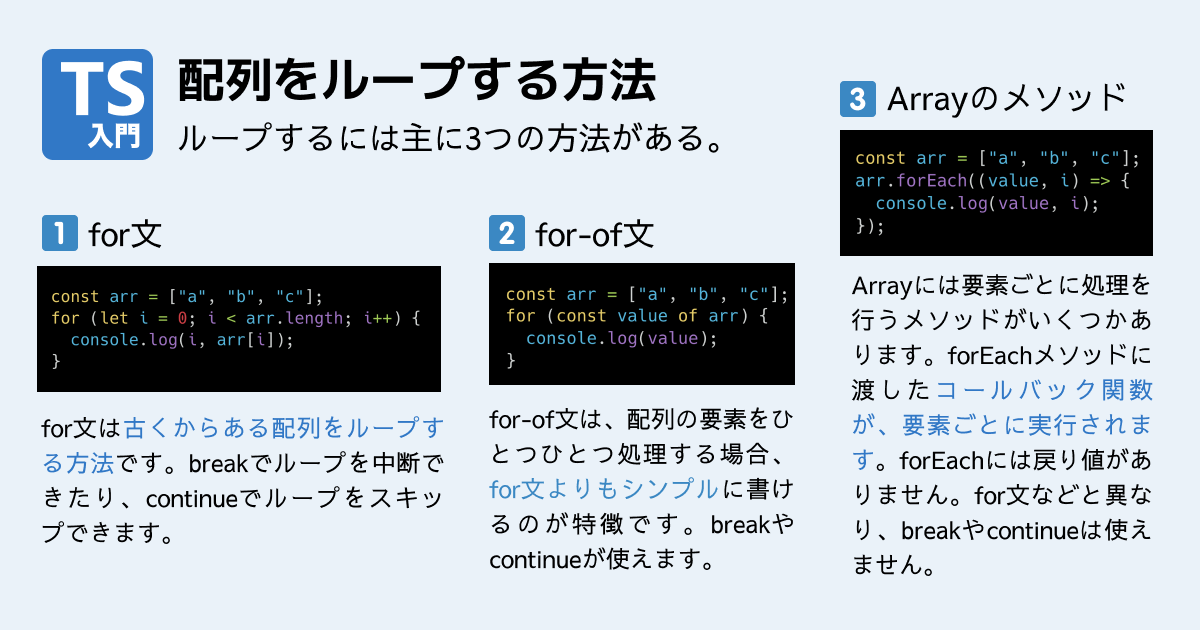 TS
入門
配列をループする方法
ループするには主に3つの方法がある。
1 for文
const arr = ["a", "b", "c"];
for (let i = 0; i < arr.length; i++) {
  console.log(i, arr[i]);
}
for文は古くからある配列をループす
る方法です。breakでループを中断で
きたり、continueでループをスキッ
プできます。
2 for-of文
const arr = ["a", "b", "c"];
for (const value of arr) {
  console.log(value);
}
for-of文は、配列の要素をひ
とつひとつ処理する場合、
for文よりもシンプルに書け
るのが特徴です。breakや
continueが使えます。
3 Arrayのメソッド
const arr = ["a", "b", "c"];
arr.forEach((value, i) => {
  console.log(value, i);
});
Arrayには要素ごとに処理を
行うメソッドがいくつかあ
ります。forEachメソッドに
渡したコールバック関数
が、要素ごとに実行されま
す。forEachには戻り値があ
りません。for文などと異な
り、breakやcontinueは使え
ません。